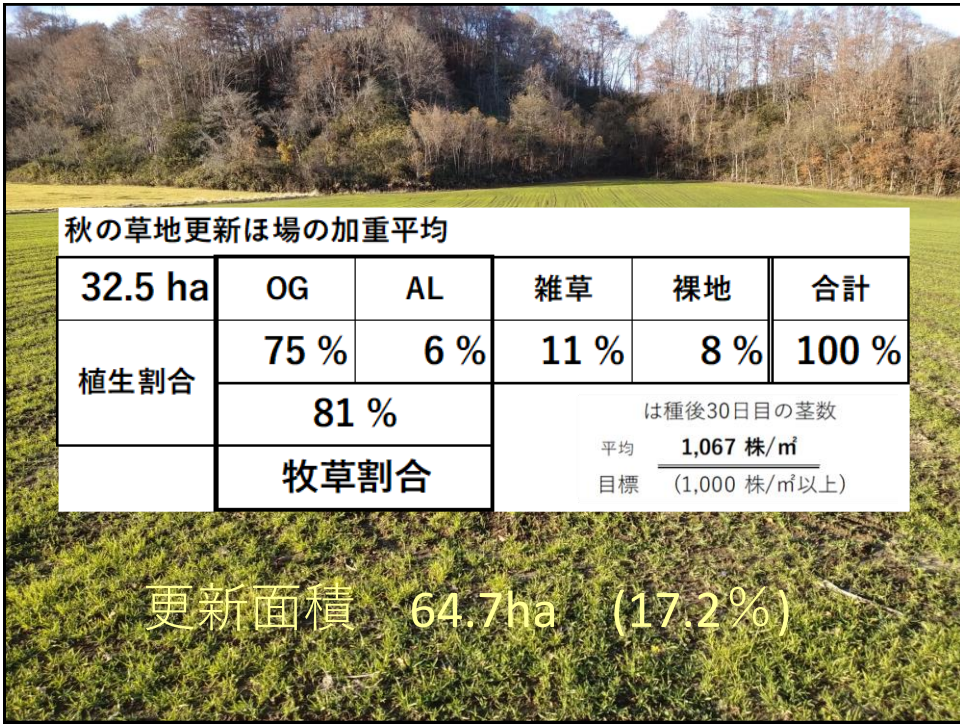 秋の草地更新ほ場の加重平均
32.5 ha OG AL 雑草 裸地 合計
植生割合 75 % 6 % 11 % 8 % 100 %
81 %
牧草割合
は種後30日目の茎数
平均 1,067 株/㎡
目標 (1,000 株/㎡以上)
更新面積 64.7ha (17.2%)